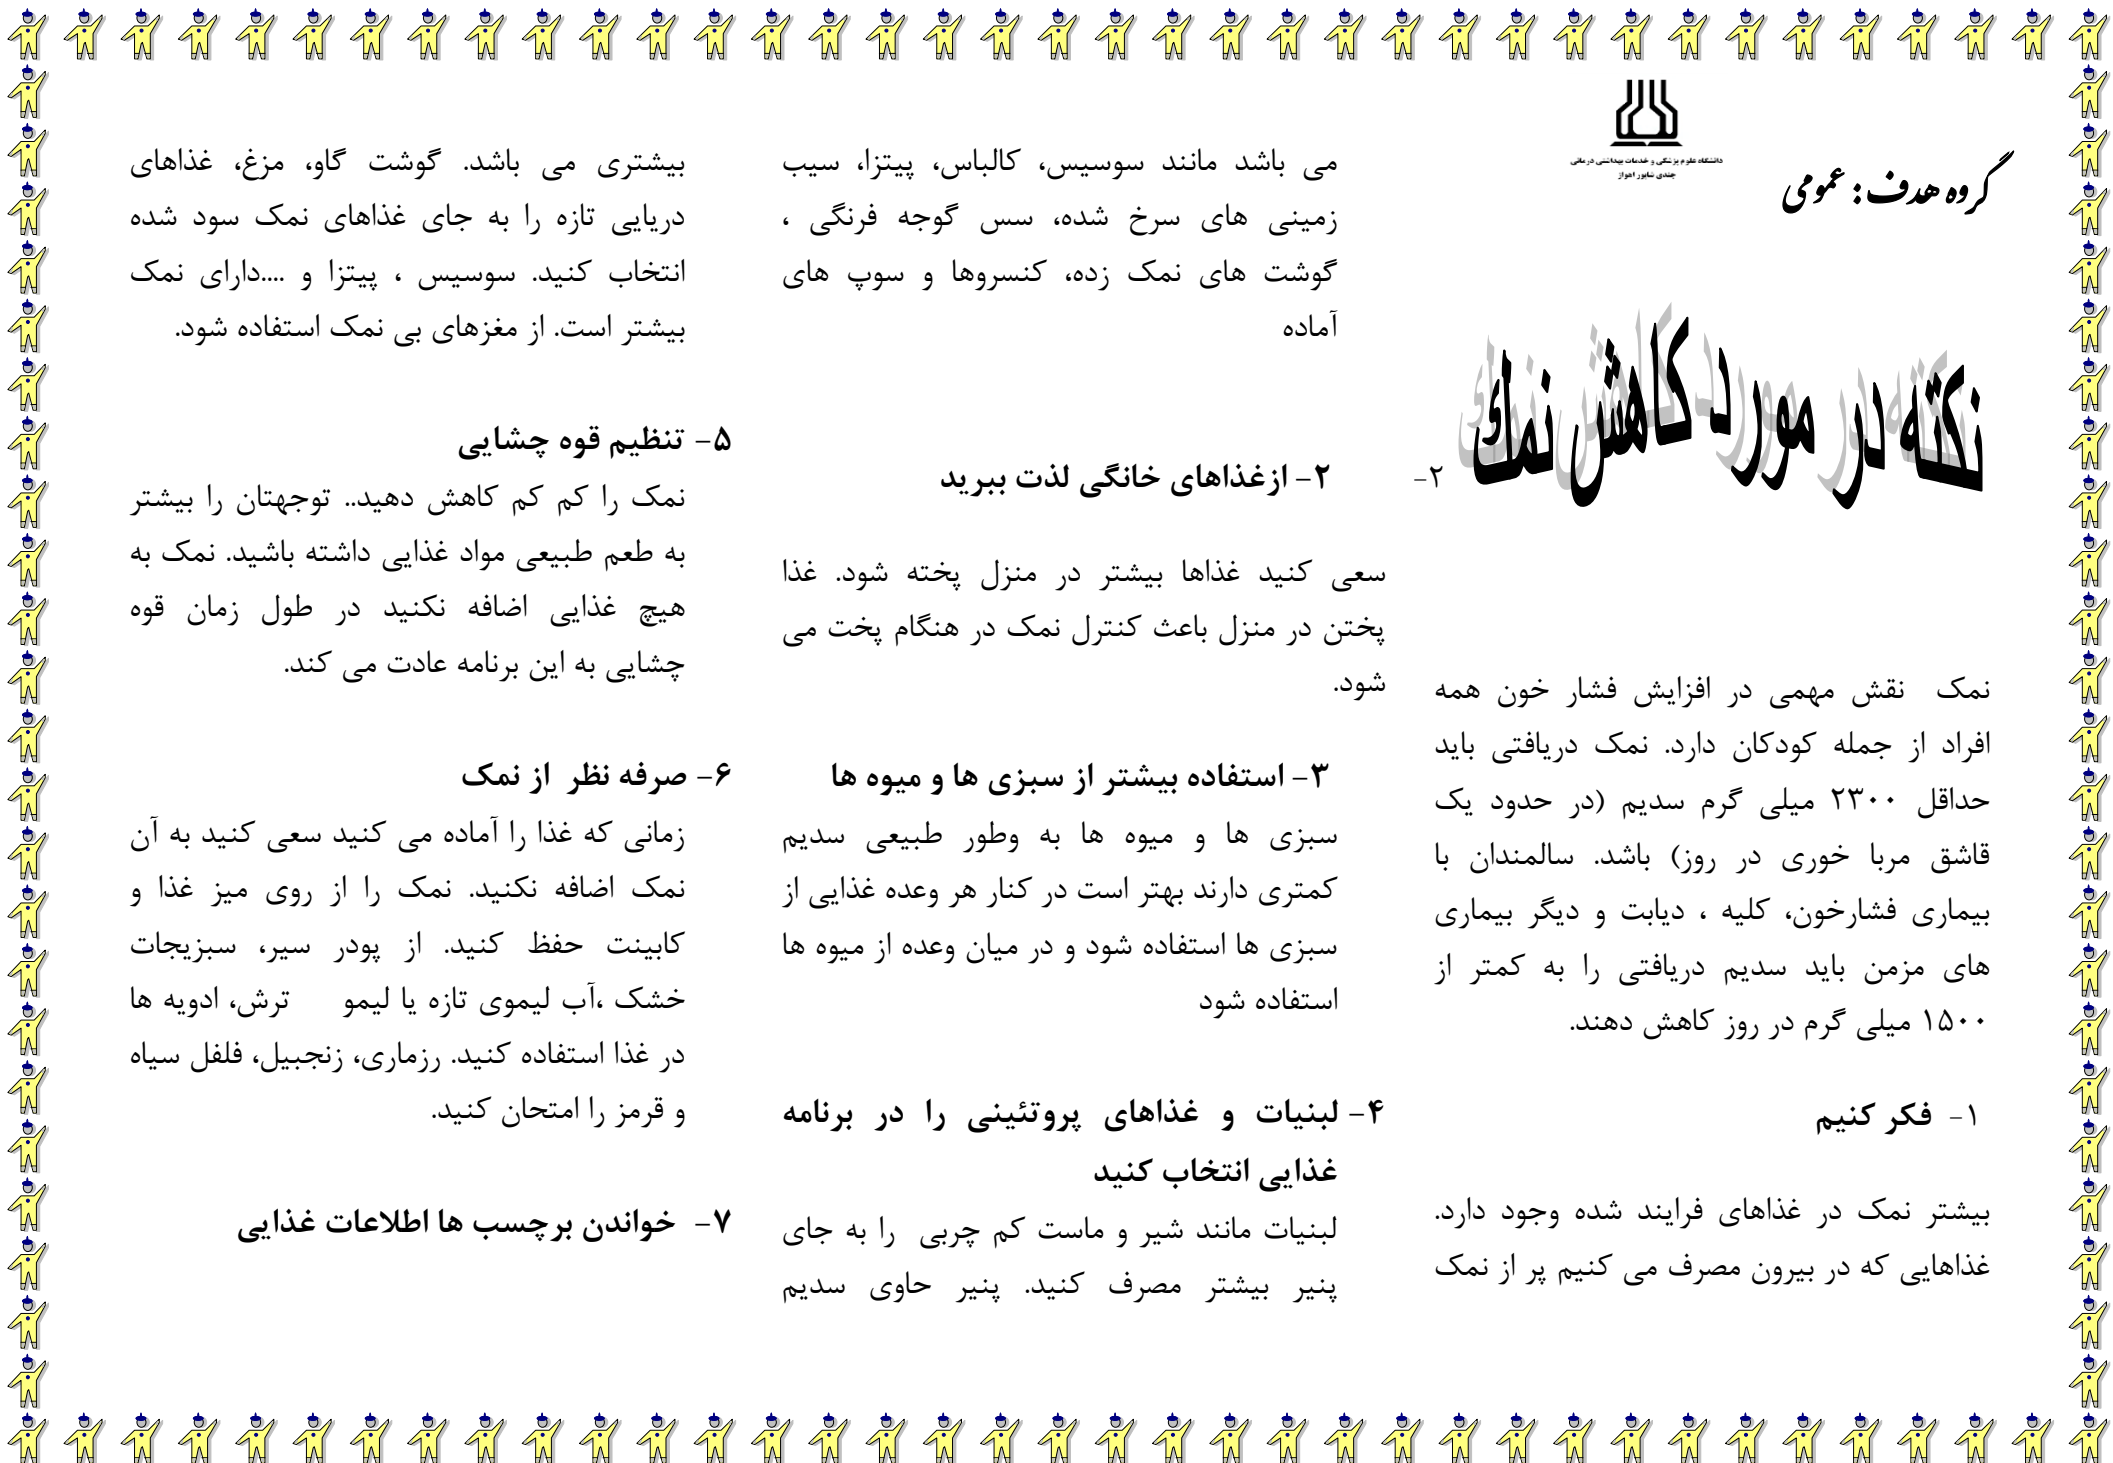 دانشگاه علوم پزشکی و خدمات بهداشتی درمانی
جندی شاپور اهواز
گروه هدف: عمومی
نکته در مورد کاهش نمک
نمک نقش مهمی در افزایش فشار خون همه
افراد از جمله کودکان دارد. نمک دریافتی باید
حداقل ۲۳۰۰ میلی گرم سدیم (در حدود یک
قاشق مربا خوری در روز) باشد. سالمندان با
بیماری فشارخون، کلیه ، دیابت و دیگر بیماری
های مزمن باید سدیم دریافتی را به کمتر از
۱۵۰۰ میلی گرم در روز کاهش دهند.
۱- فکر کنیم
بیشتر نمک در غذاهای فرایند شده وجود دارد.
غذاهایی که در بیرون مصرف می کنیم پر از نمک
می باشد مانند سوسیس، کالباس، پیتزا، سیب
زمینی های سرخ شده، سس گوجه فرنگی ،
گوشت های نمک زده، کنسروها و سوپ های
آماده
۲- ۲- ازغذاهای خانگی لذت ببرید
سعی کنید غذاها بیشتر در منزل پخته شود. غذا
پختن در منزل باعث کنترل نمک در هنگام پخت می
شود.
۳- استفاده بیشتر از سبزی ها و میوه ها
سبزی ها و میوه ها به وطور طبیعی سدیم
کمتری دارند بهتر است در کنار هر وعده غذایی از
سبزی ها استفاده شود و در میان وعده از میوه ها
استفاده شود
۴- لبنیات و غذاهای پروتئینی را در برنامه
غذایی انتخاب کنید
لبنیات مانند شیر و ماست کم چربی را به جای
پنیر بیشتر مصرف کنید. پنیر حاوی سدیم
بیشتری می باشد. گوشت گاو، مزغ، غذاهای
دریایی تازه را به جای غذاهای نمک سود شده
انتخاب کنید. سوسیس ، پیتزا و ....دارای نمک
بیشتر است. از مغزهای بی نمک استفاده شود.
۵- تنظیم قوه چشایی
نمک را کم کم کاهش دهید.. توجهتان را بیشتر
به طعم طبیعی مواد غذایی داشته باشید. نمک به
هیچ غذایی اضافه نکنید در طول زمان قوه
چشایی به این برنامه عادت می کند.
۶- صرفه نظر از نمک
زمانی که غذا را آماده می کنید سعی کنید به آن
نمک اضافه نکنید. نمک را از روی میز غذا و
کابینت حفظ کنید. از پودر سیر، سبزیجات
خشک ،آب لیموی تازه یا لیمو ترش، ادویه ها
در غذا استفاده کنید. رزماری، زنجبیل، فلفل سیاه
و قرمز را امتحان کنید.
۷- خواندن برچسب ها اطلاعات غذایی